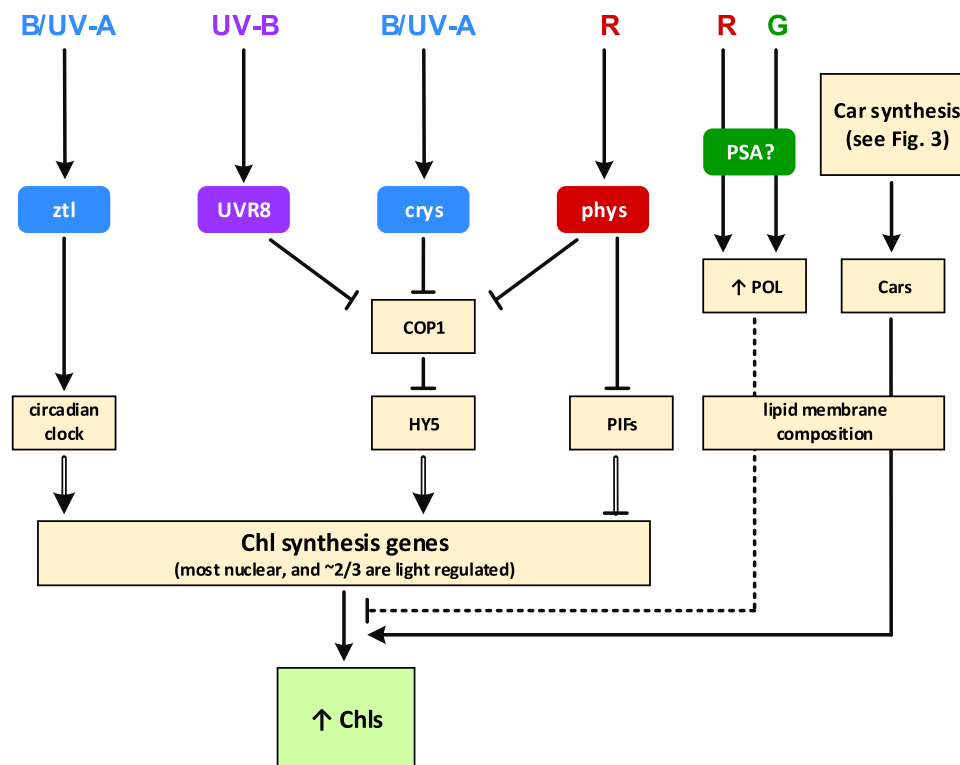 B/UV-A
UV-B
B/UV-A
R
R
G
Car synthesis
(see Fig. 3)
PSA?
ztl
UVR8
crys
phys
↑ POL
Cars
COP1
circadian
clock
HY5
PIFs
lipid membrane
composition
Chl synthesis genes
(most nuclear, and ~2/3 are light regulated)
↑ Chls